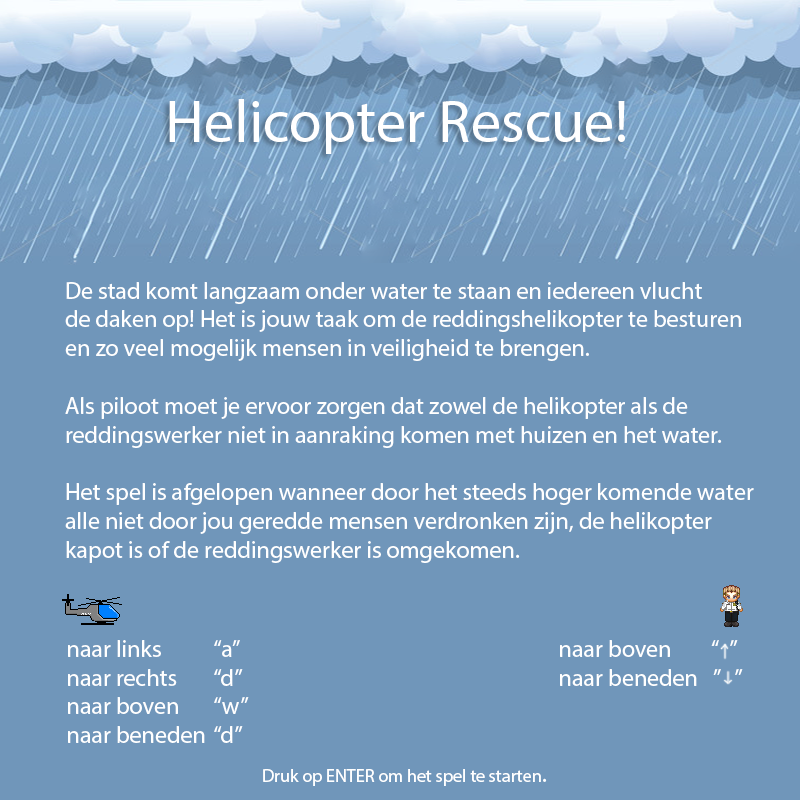 Helicopter Rescue!
De stad komt langzaam onder water te staan en iedereen vlucht
de daken op! Het is jouw taak om de reddingshelikopter te besturen
en zo veel mogelijk mensen in veiligheid te brengen.
Als piloot moet je ervoor zorgen dat zowel de helikopter als de
reddingswerker niet in aanraking komen met huizen en het water.
Het spel is afgelopen wanneer door het steeds hoger komende water
alle niet door jou geredde mensen verdronken zijn, de helikopter
kapot is of de reddingswerker is omgekomen.
naar links “a”
naar rechts “d”
naar boven “w”
naar beneden “d”
naar boven “↑”
naar beneden ”↓”
Druk op ENTER om het spel te starten.